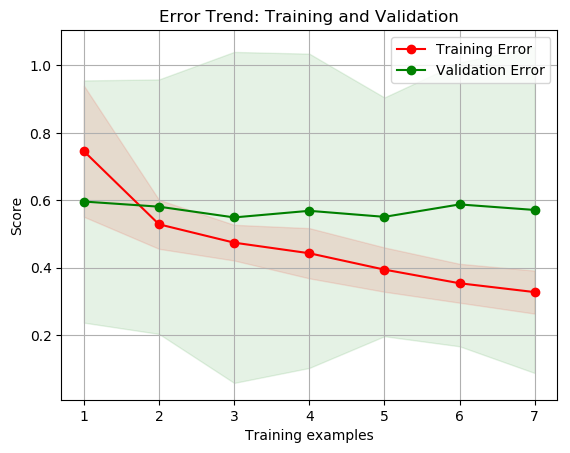 Error Trend: Training and Validation
Training Error
Validation Error
Score
1.0
0.8
0.6
0.4
0.2
1 2 3 4 5 6 7
Training examples